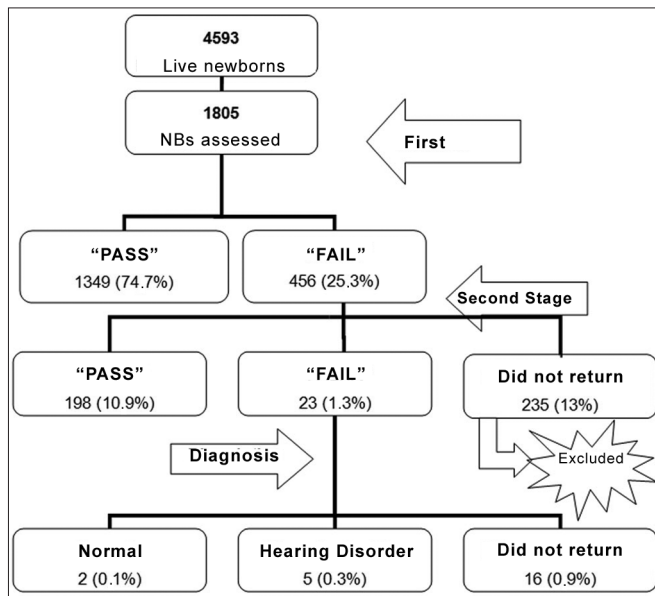 4593
Live newborns
1805
NBs assessed
First
“PASS”
1349 (74.7%)
“FAIL”
456 (25.3%)
Second Stage
“PASS”
198 (10.9%)
“FAIL”
23 (1.3%)
Did not return
235 (13%)
Excluded
Diagnosis
Normal
2 (0.1%)
Hearing Disorder
5 (0.3%)
Did not return
16 (0.9%)